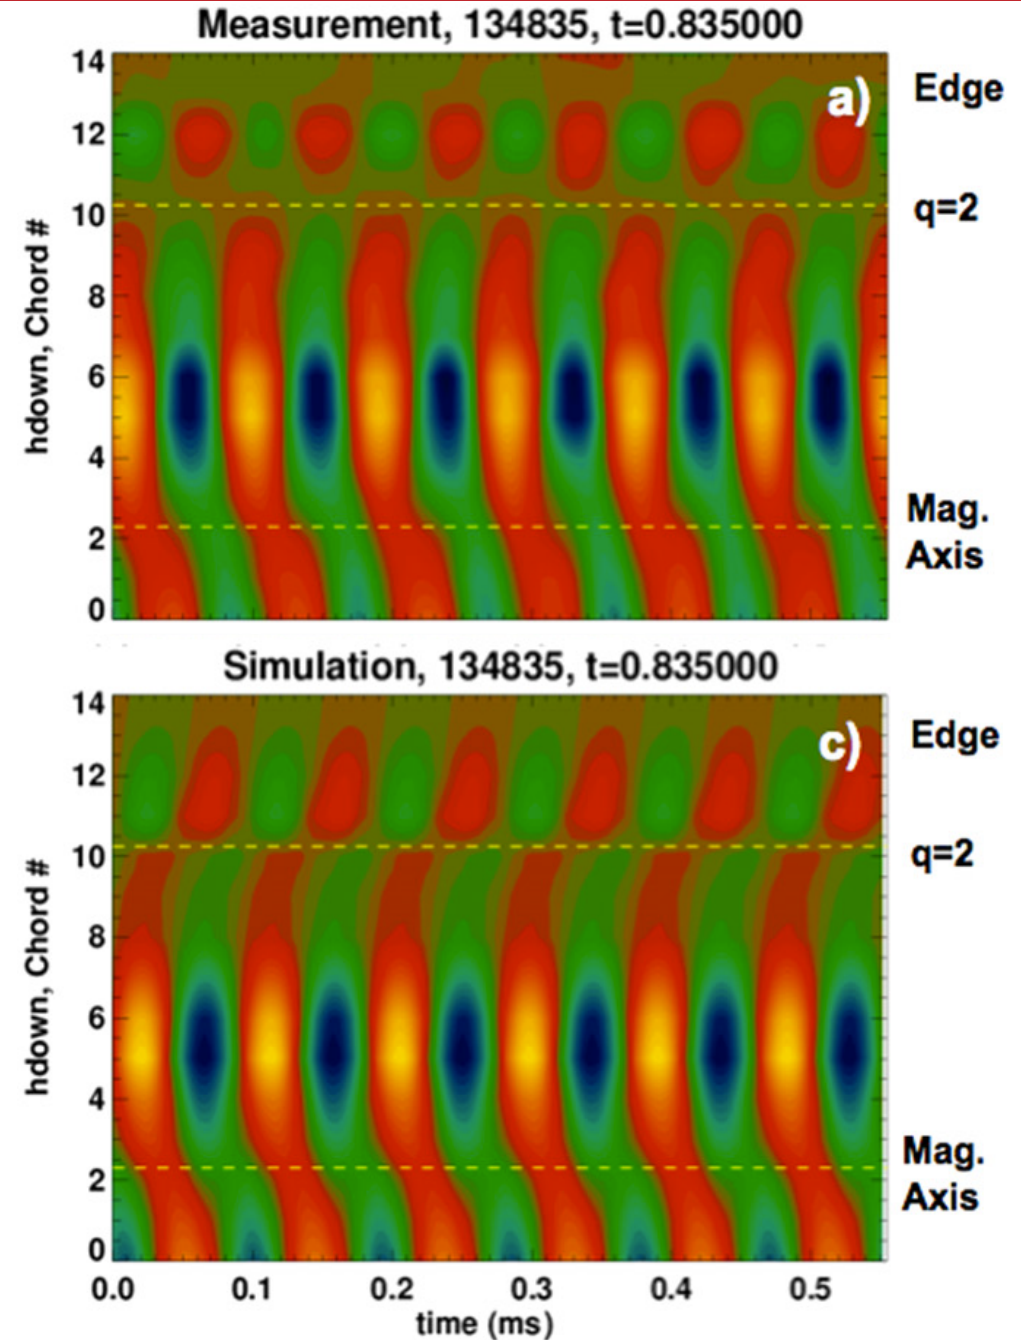 Measurement, 134835, t=0.835000
14
12
10
8
6
4
2
0
hdown, Chord #
a)
Edge
q=2
Mag.
Axis
Simulation, 134835, t=0.835000
14
12
10
8
6
4
2
0
hdown, Chord #
c)
Edge
q=2
Mag.
Axis
0.0 0.1 0.2 0.3 0.4 0.5
time (ms)